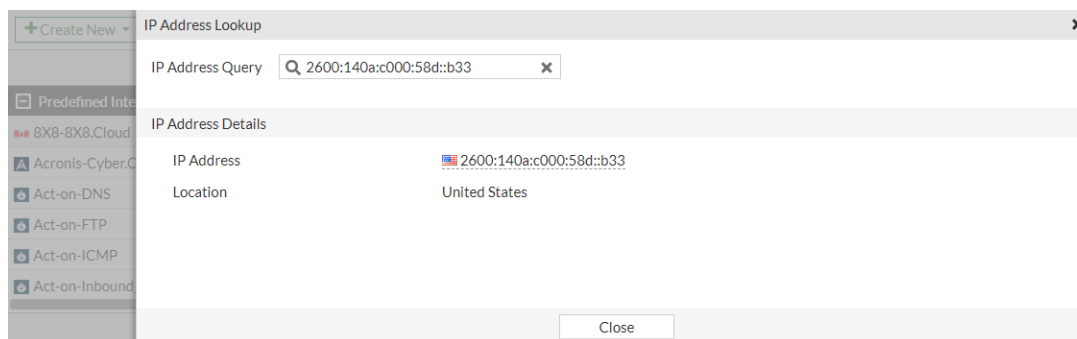 Create New
IP Address Lookup
IP Address Query 2600:140a:c000:58d::b33
Predefined Inte
IP Address Details
8X8-8X8.Cloud
IP Address 2600:140a:c000:58d::b33
Acronis-Cyber.C
Location United States
Act-on-DNS
Act-on-FTP
Act-on-ICMP
Act-on-Inbound_
Close